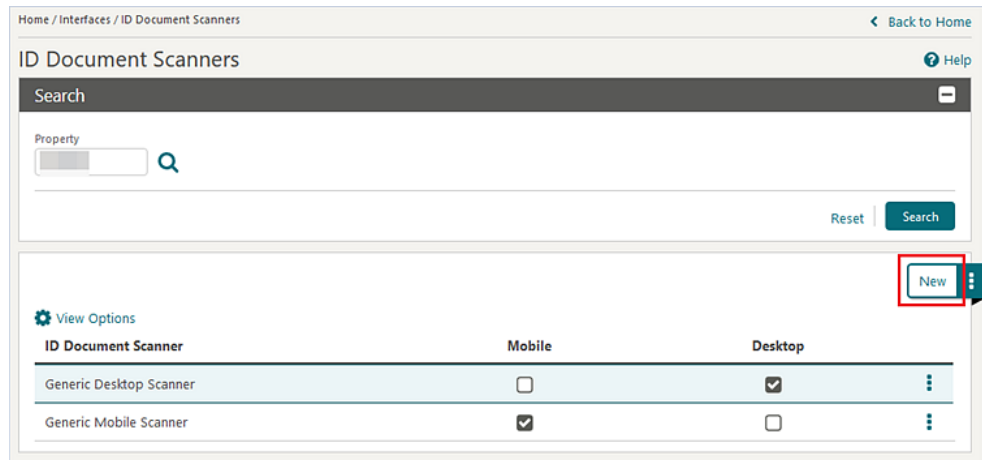 Home / Interfaces / ID Document Scanners
Back to Home
ID Document Scanners
Help
Search
Property
Reset
Search
New
View Options
ID Document Scanner Mobile Desktop
Generic Desktop Scanner
Generic Mobile Scanner